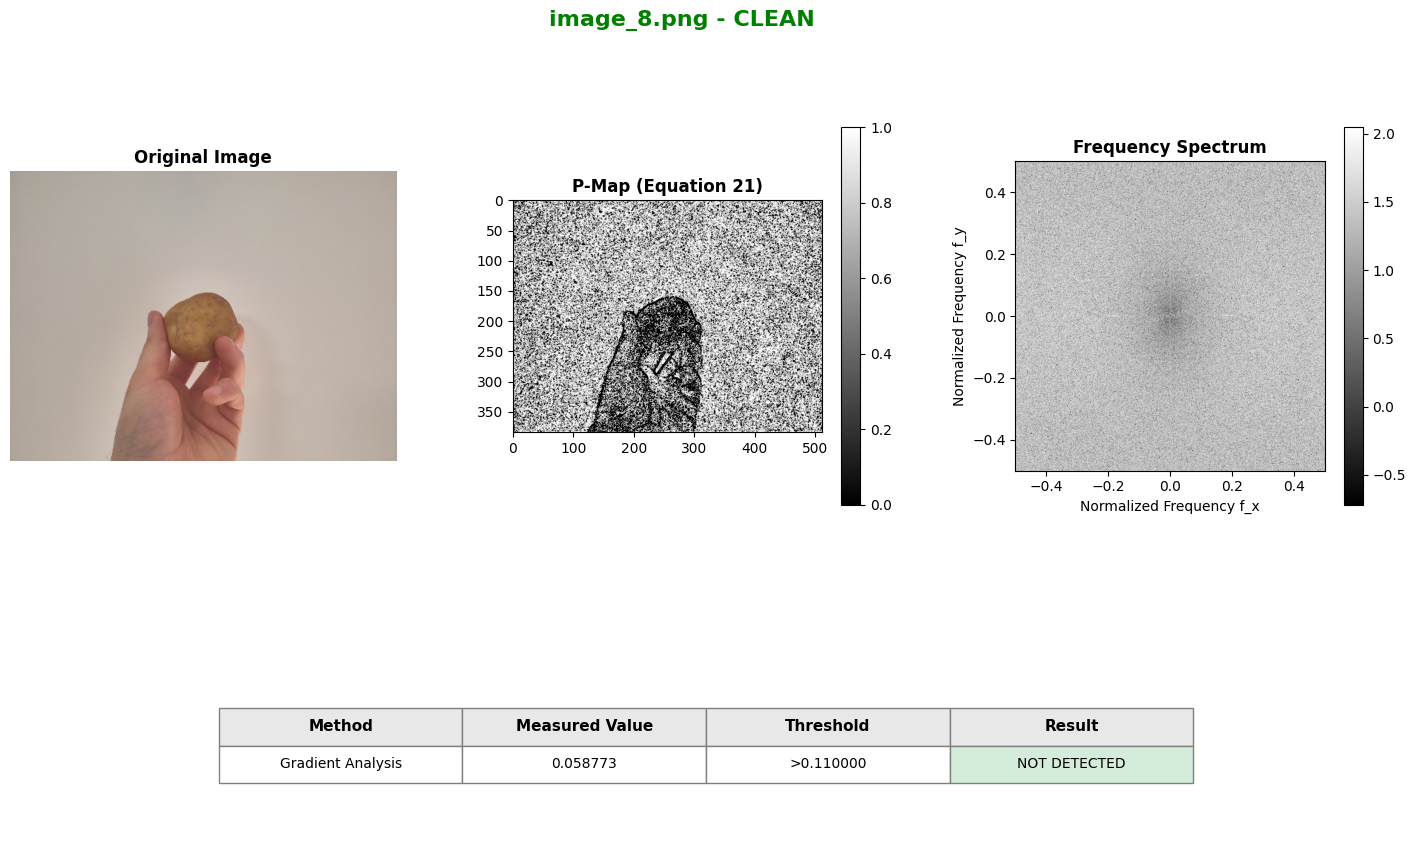 image_8.png - CLEAN
Original Image
P-Map (Equation 21)
0
50
100
150
200
250
300
350
0 100 200 300 400 500
1.0
0.8
0.6
0.4
0.2
0.0
Frequency Spectrum
Normalized Frequency f_y
0.4
0.2
0.0
−0.2
−0.4
−0.4 −0.2 0.0 0.2 0.4
Normalized Frequency f_x
2.0
1.5
1.0
0.5
0.0
−0.5
Method Measured Value Threshold Result
Gradient Analysis 0.058773 >0.110000 NOT DETECTED